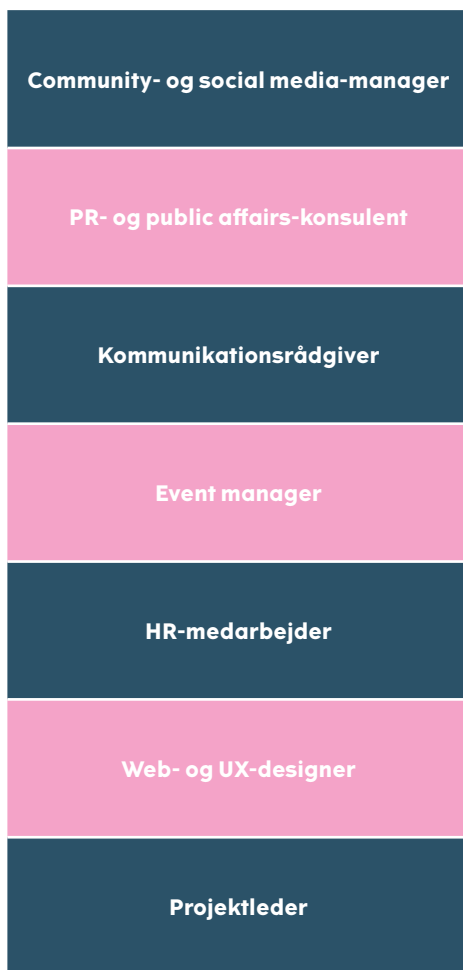 Community- og social media-manager
PR- og public affairs-konsulent
Kommunikationsrådgiver
Event manager
HR-medarbejder
Web- og UX-designer
Projektleder